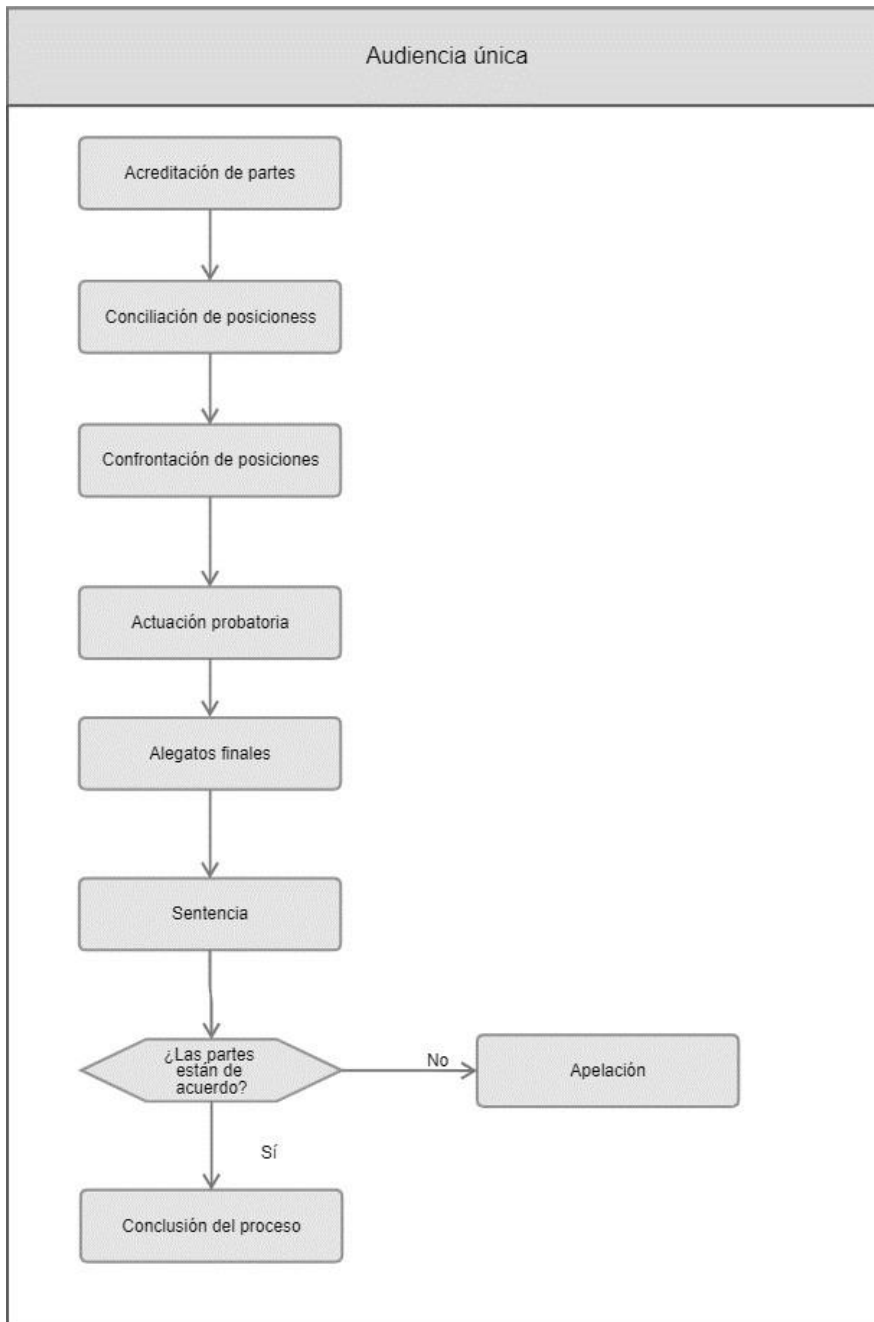 Audiencia única
Acreditación de partes
Conciliación de posicioness
Confrontación de posiciones
Actuación probatoria
Alegatos finales
Sentencia
¿Las partes
están de
acuerdo?
No
Apelación
Sí
Conclusión del proceso